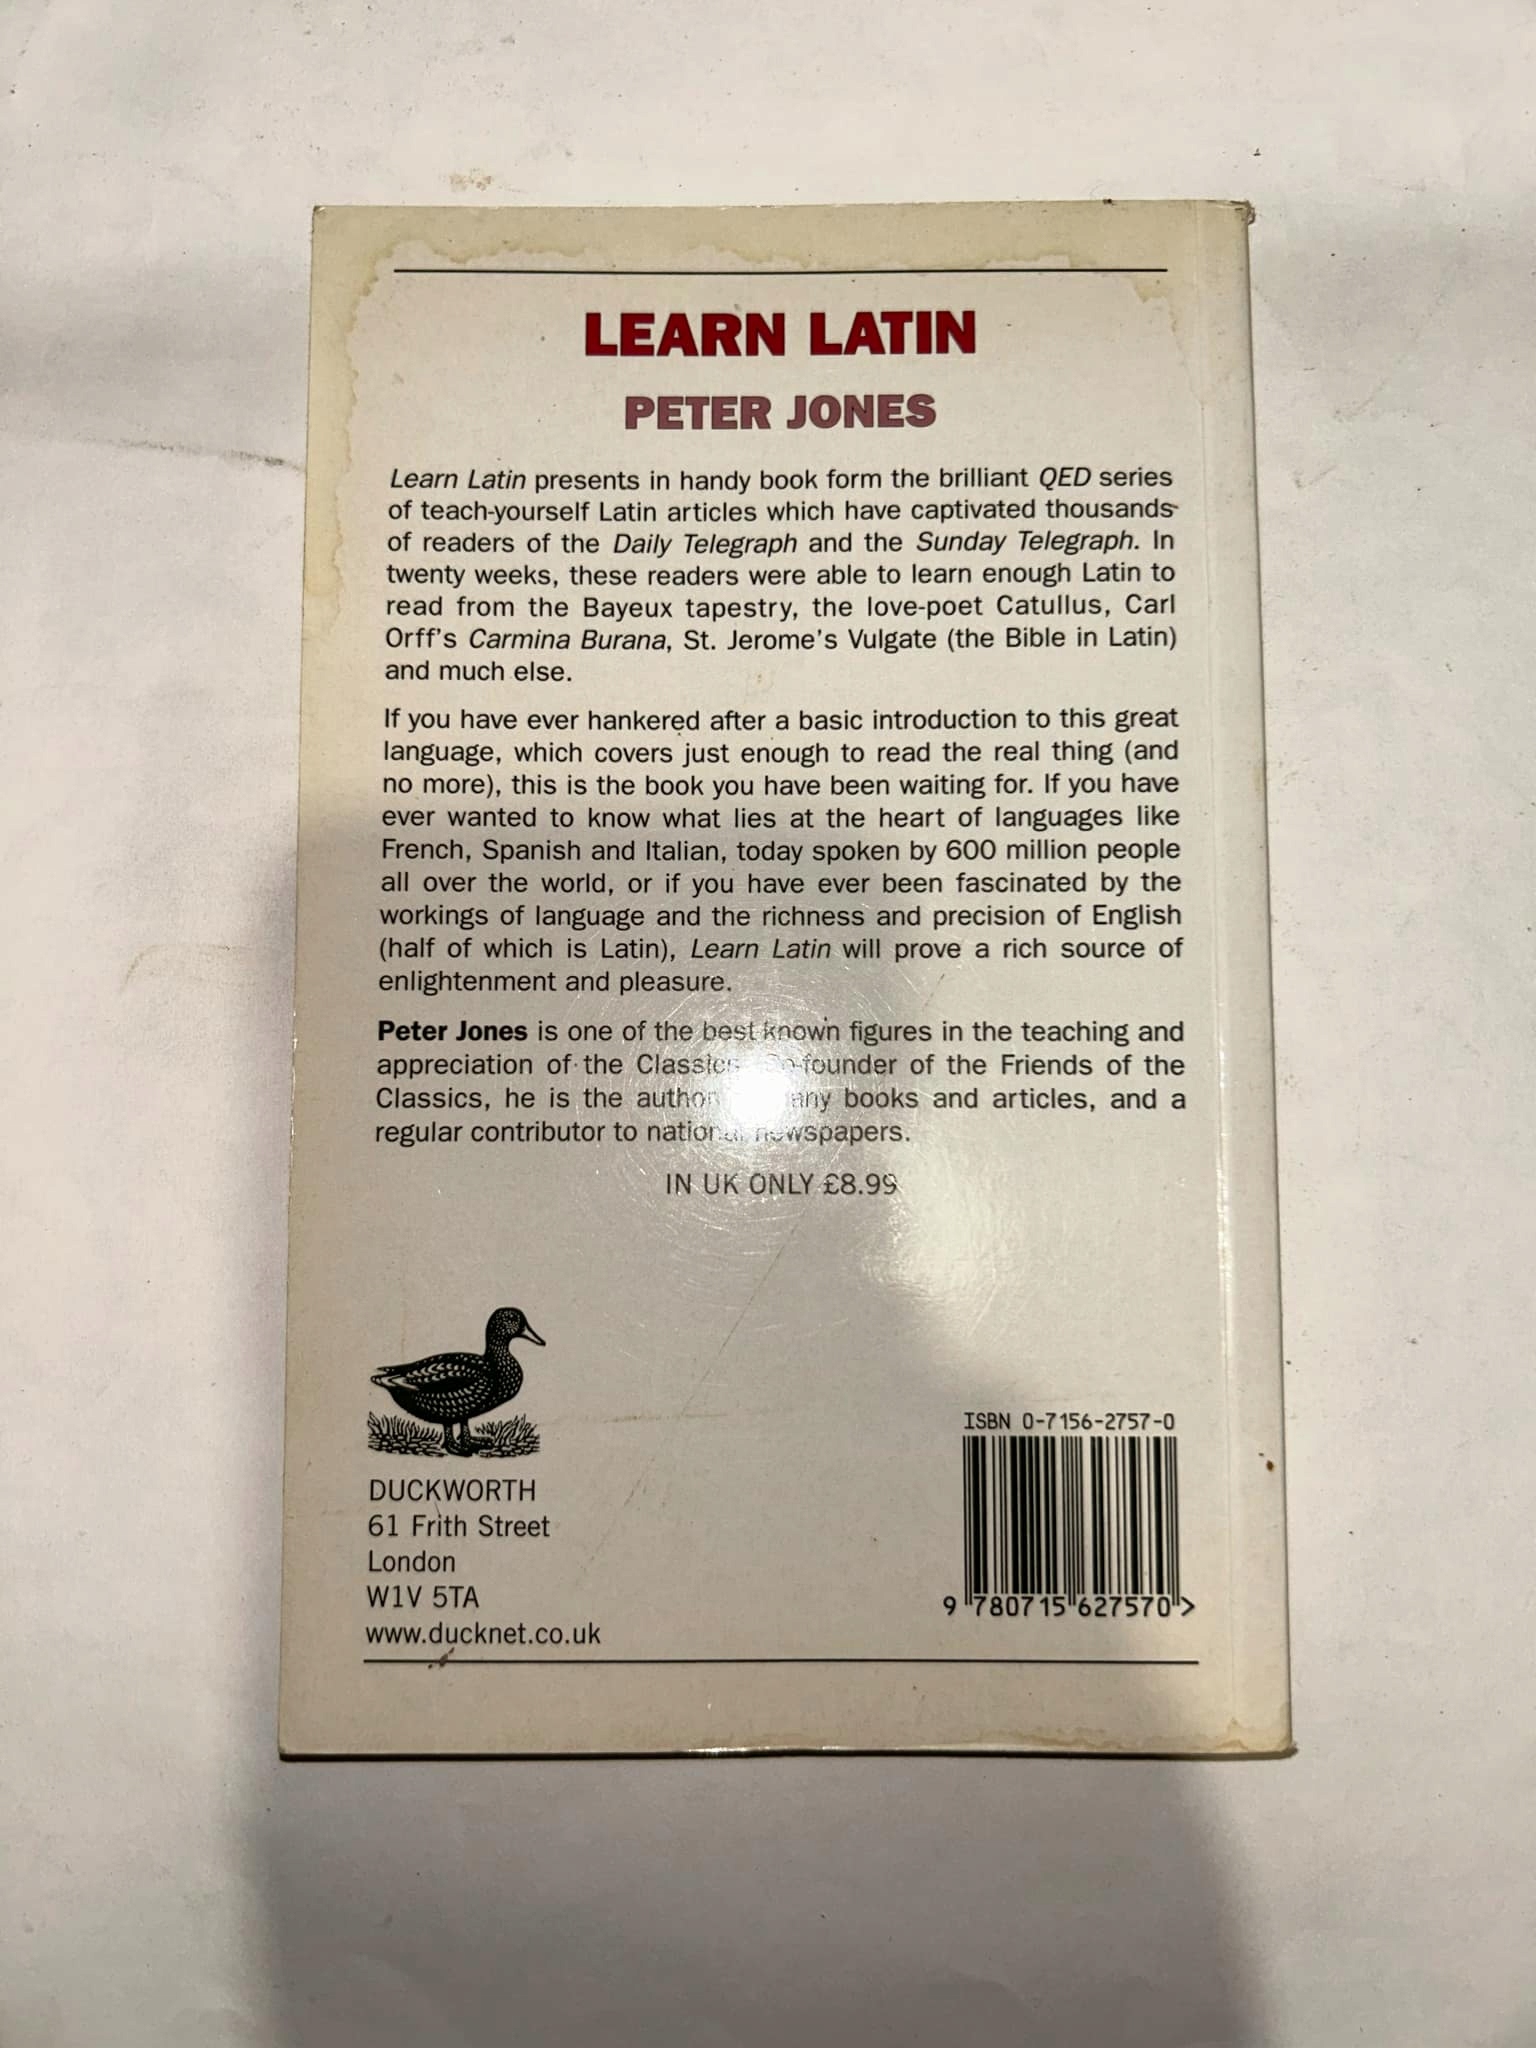 LEARN LATIN
PETER JONES
Learn Latin presents in handy book form the brilliant QED series
of teach-yourself Latin articles which have captivated thousands
of readers of the Daily Telegraph and the Sunday Telegraph. In
twenty weeks, these readers were able to learn enough Latin to
read from the Bayeux tapestry, the love-poet Catullus, Carl
Orff's Carmina Burana, St. Jerome's Vulgate (the Bible in Latin)
and much else.
If you have ever hankered after a basic introduction to this great
language, which covers just enough to read the real thing (and
no more), this is the book you have been waiting for. If you have
ever wanted to know what lies at the heart of languages like
French, Spanish and Italian, today spoken by 600 million people
all over the world, or if you have ever been fascinated by the
workings of language and the richness and precision of English
(half of which is Latin), Learn Latin will prove a rich source of
enlightenment and pleasure.
Peter Jones is one of the best known figures in the teaching and
appreciation of the Classics. Co-founder of the Friends of the
Classics, he is the author many books and articles, and a
regular contributor to national newspapers.
IN UK ONLY £8.99
ISBN 0-7156-2757-0
9 780715 627570 >
DUCKWORTH
61 Frith Street
London
W1V 5TA
www.ducknet.co.uk